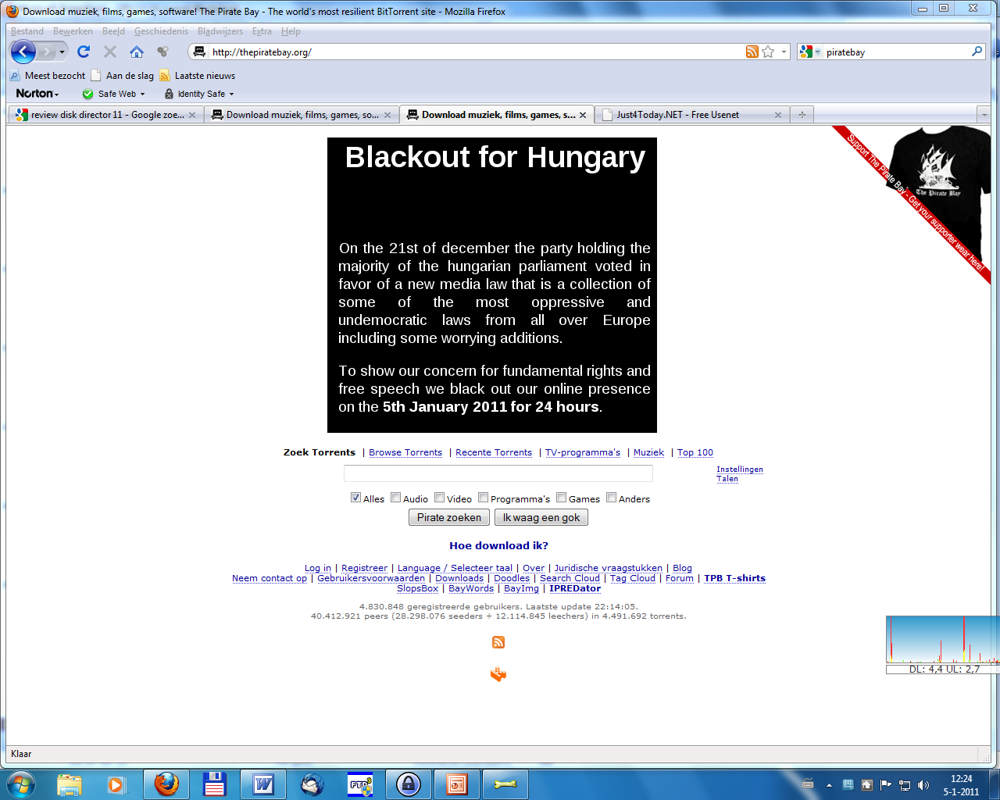 Download muziek, films, games, software! The Pirate Bay - The world's most resilient BitTorrent site - Mozilla Firefox
Bestand Bewerken Beeld Geschiedenis Bladwijzers Extra Help
http://thepiratebay.org/ piratebay
Meest bezocht Aan de slag Laatste nieuws
Norton Safe Web Identity Safe
review disk director 11 - Google zoe... Download muziek, films, games, so... Download muziek, films, games, s... Just4Today.NET - Free Usenet
Support The Pirate Bay - Get your supporter wear here!
The Pirate Bay
Blackout for Hungary
On the 21st of december the party holding the
majority of the hungarian parliament voted in
favor of a new media law that is a collection of
some of the most oppressive and
undemocratic laws from all over Europe
including some worrying additions.
To show our concern for fundamental rights and
free speech we black out our online presence
on the 5th January 2011 for 24 hours.
Zoek Torrents | Browse Torrents | Recente Torrents | TV-programma's | Muziek | Top 100
Instellingen
Talen
Alles Audio Video Programma's Games Anders
Pirate zoeken Ik waag een gok
Hoe download ik?
Log in | Registreer | Language / Selecteer taal | Over | Juridische vraagstukken | Blog
Neem contact op | Gebruikersvoorwaarden | Downloads | Doodles | Search Cloud | Tag Cloud | Forum | TPB T-shirts
SlopsBox | BayWords | BayImg | IPREDator
4.830.848 geregistreerde gebruikers. Laatste update 22:14:05.
40.412.921 peers (28.298.076 seeders + 12.114.845 leechers) in 4.491.692 torrents.
DL: 4,4 UL: 2,7
Klaar
FTD
12:24
5-1-2011